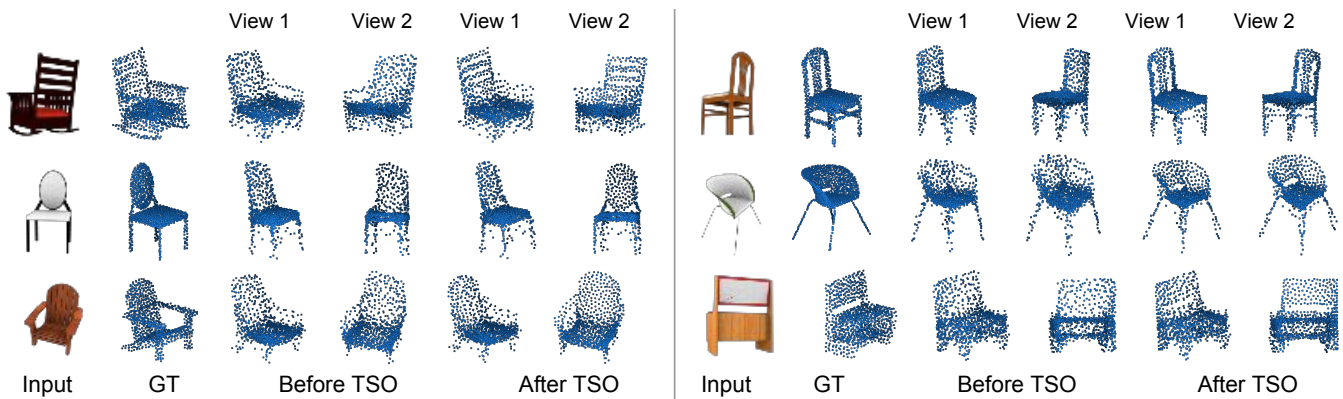 View 1 View 2 View 1 View 2 View 1 View 2 View 1 View 2
Input GT Before TSO After TSO Input GT Before TSO After TSO